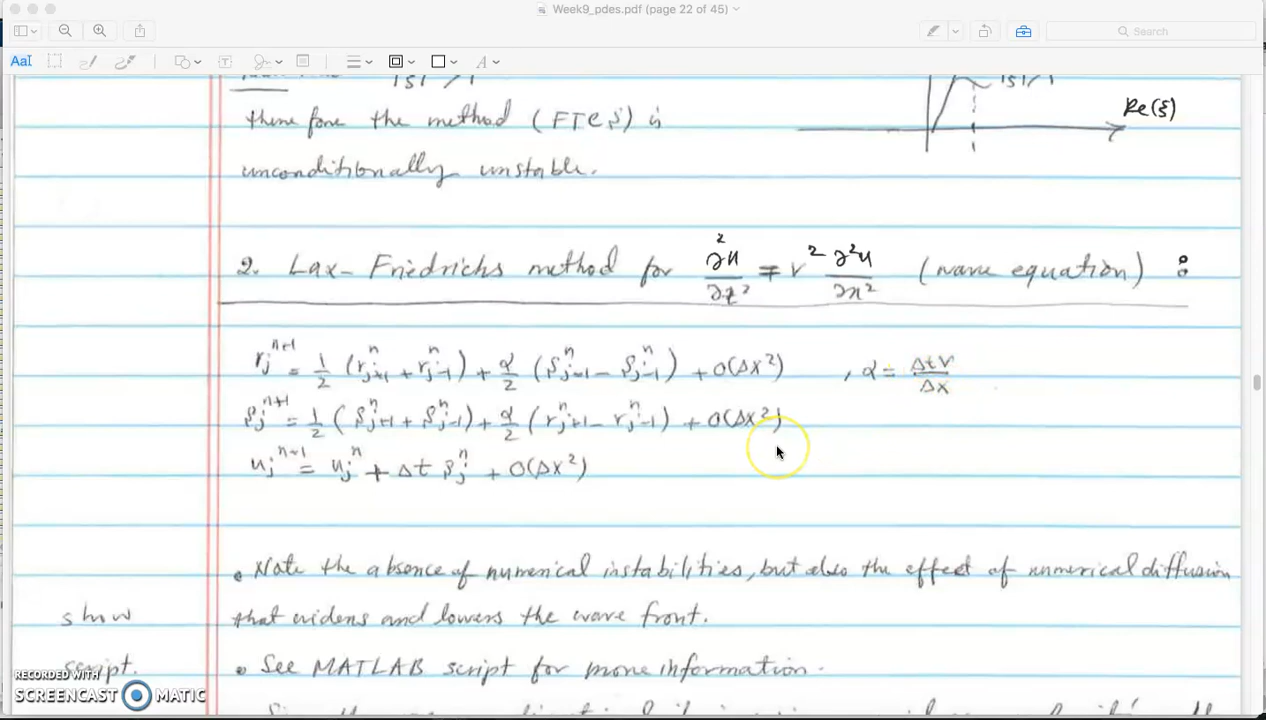 Week9_pdes.pdf (page 22 of 45)
Search
AaI
|ξ| > 1
|ξ| > 1
Re(ξ)
therefore the method (FTCS) is
unconditionally unstable.
2. Lax-Friedrichs method for ∂²u/∂t² = v² ∂²u/∂x² (wave equation) :
r_j^{n+1} = 1/2 (r_{j+1}^n + r_{j-1}^n) + α/2 (s_{j+1}^n - s_{j-1}^n) + O(Δx²) , α = Δt v/Δx
s_j^{n+1} = 1/2 (s_{j+1}^n + s_{j-1}^n) + α/2 (r_{j+1}^n - r_{j-1}^n) + O(Δx²)
u_j^{n+1} = u_j^n + Δt s_j^n + O(Δx²)
• Note the absence of numerical instabilities, but also the effect of numerical diffusion
show that widens and lowers the wave front.
script. • See MATLAB script for more information.
RECORDED WITH
SCREENCAST MATIC